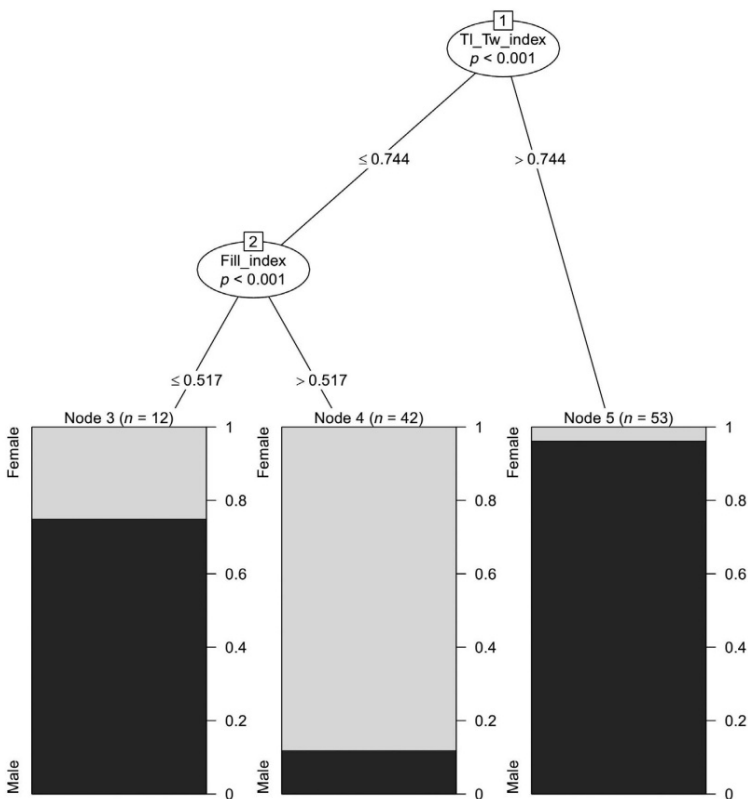 1
Tl_Tw_index
p < 0.001
≤ 0.744
> 0.744
2
Fill_index
p < 0.001
≤ 0.517
> 0.517
Node 3 (n = 12)
Female
Male
1
0.8
0.6
0.4
0.2
0
Node 4 (n = 42)
Female
Male
1
0.8
0.6
0.4
0.2
0
Node 5 (n = 53)
Female
Male
1
0.8
0.6
0.4
0.2
0